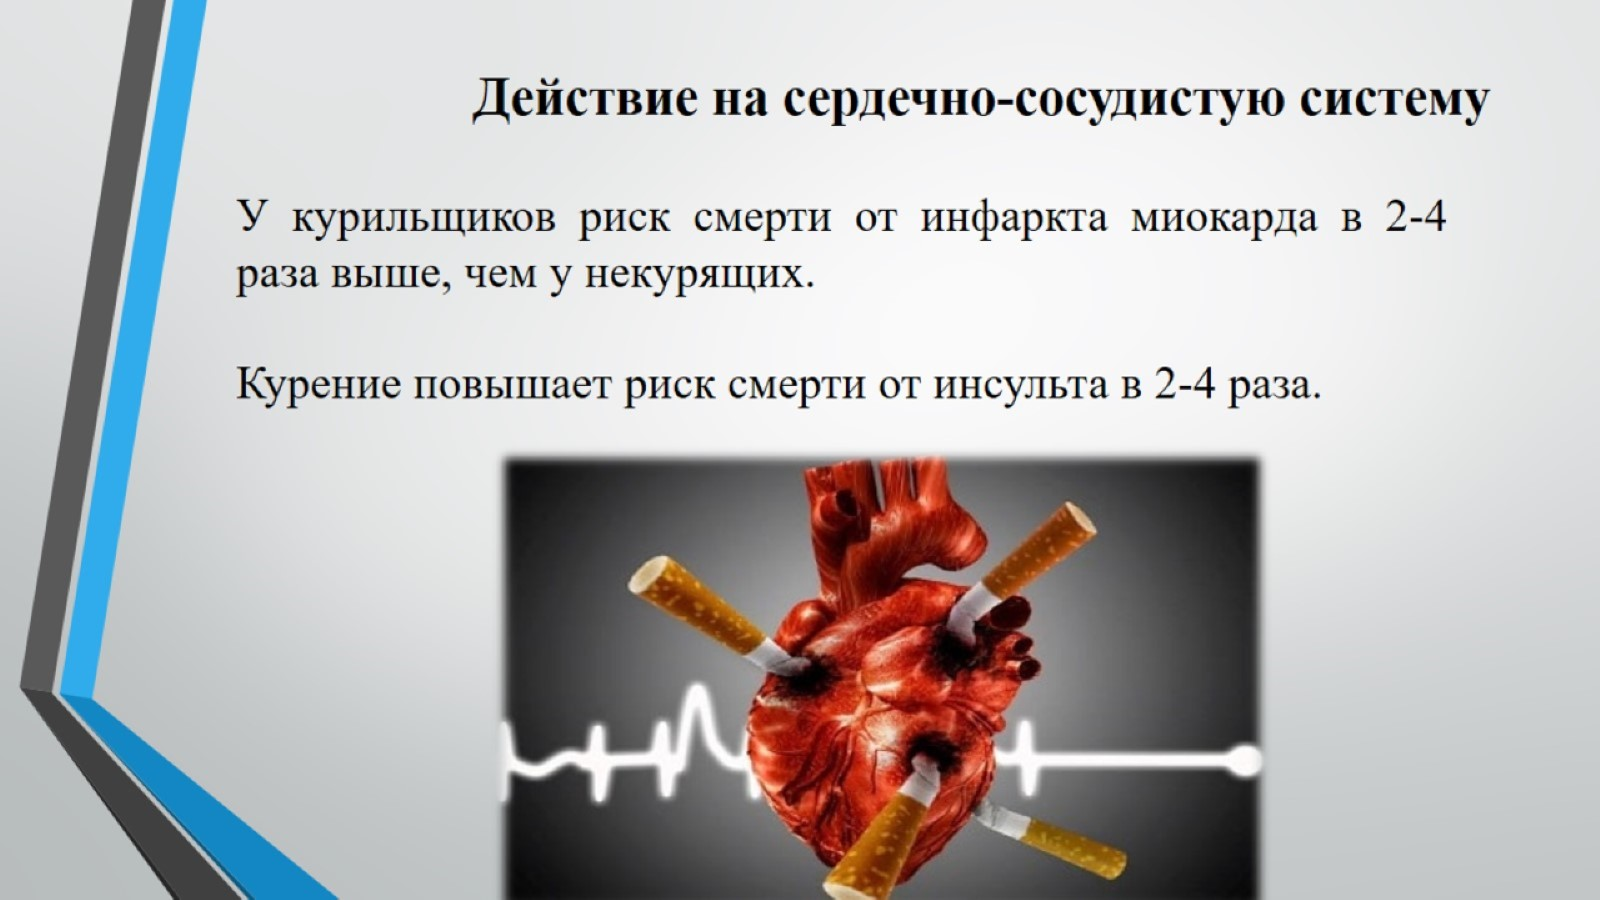 Действие на сердечно-сосудистую систему
У курильщиков риск смерти от инфаркта миокарда в 2-4
раза выше, чем у некурящих.
Курение повышает риск смерти от инсульта в 2-4 раза.